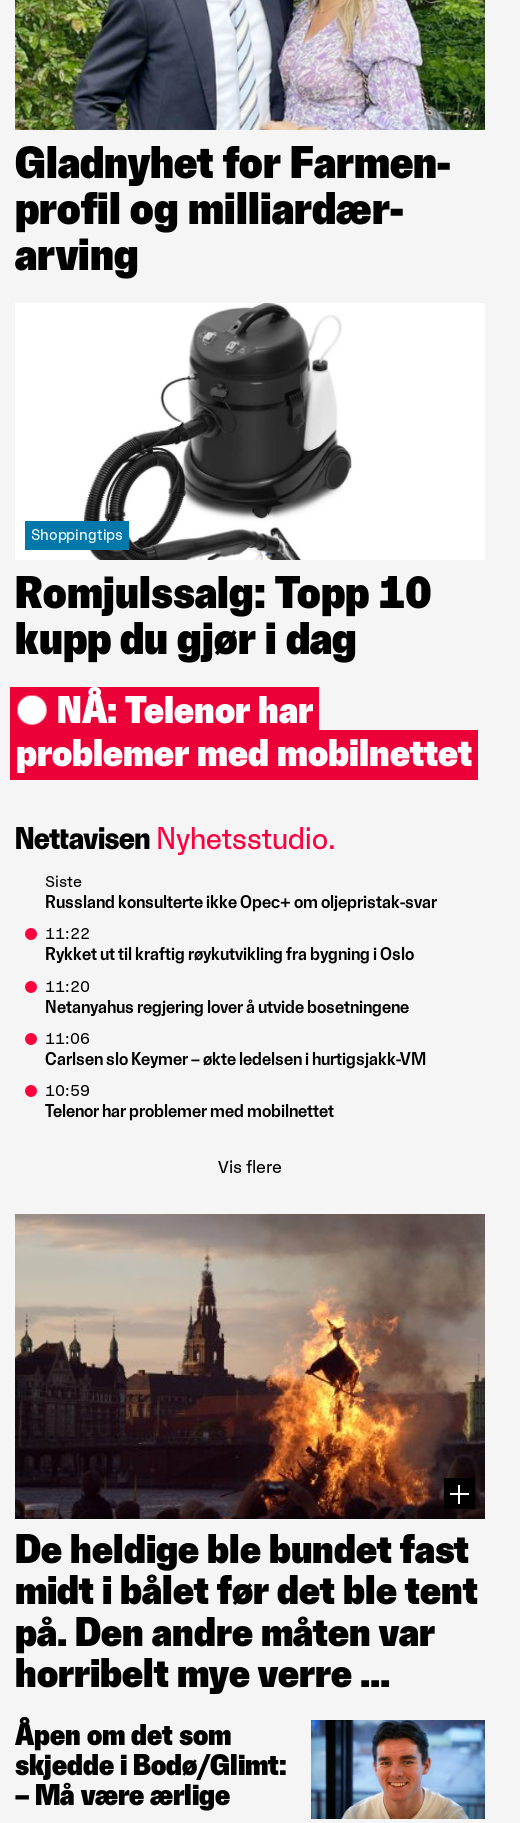 Gladnyhet for Farmen-
profil og milliardær-
arving
Shoppingtips
Romjulssalg: Topp 10
kupp du gjør i dag
NÅ: Telenor har
problemer med mobilnettet
Nettavisen Nyhetsstudio.
Siste
Russland konsulterte ikke Opec+ om oljepristak-svar
11:22
Rykket ut til kraftig røykutvikling fra bygning i Oslo
11:20
Netanyahus regjering lover å utvide bosetningene
11:06
Carlsen slo Keymer – økte ledelsen i hurtigsjakk-VM
10:59
Telenor har problemer med mobilnettet
Vis flere
De heldige ble bundet fast
midt i bålet før det ble tent
på. Den andre måten var
horribelt mye verre ...
Åpen om det som
skjedde i Bodø/Glimt:
– Må være ærlige